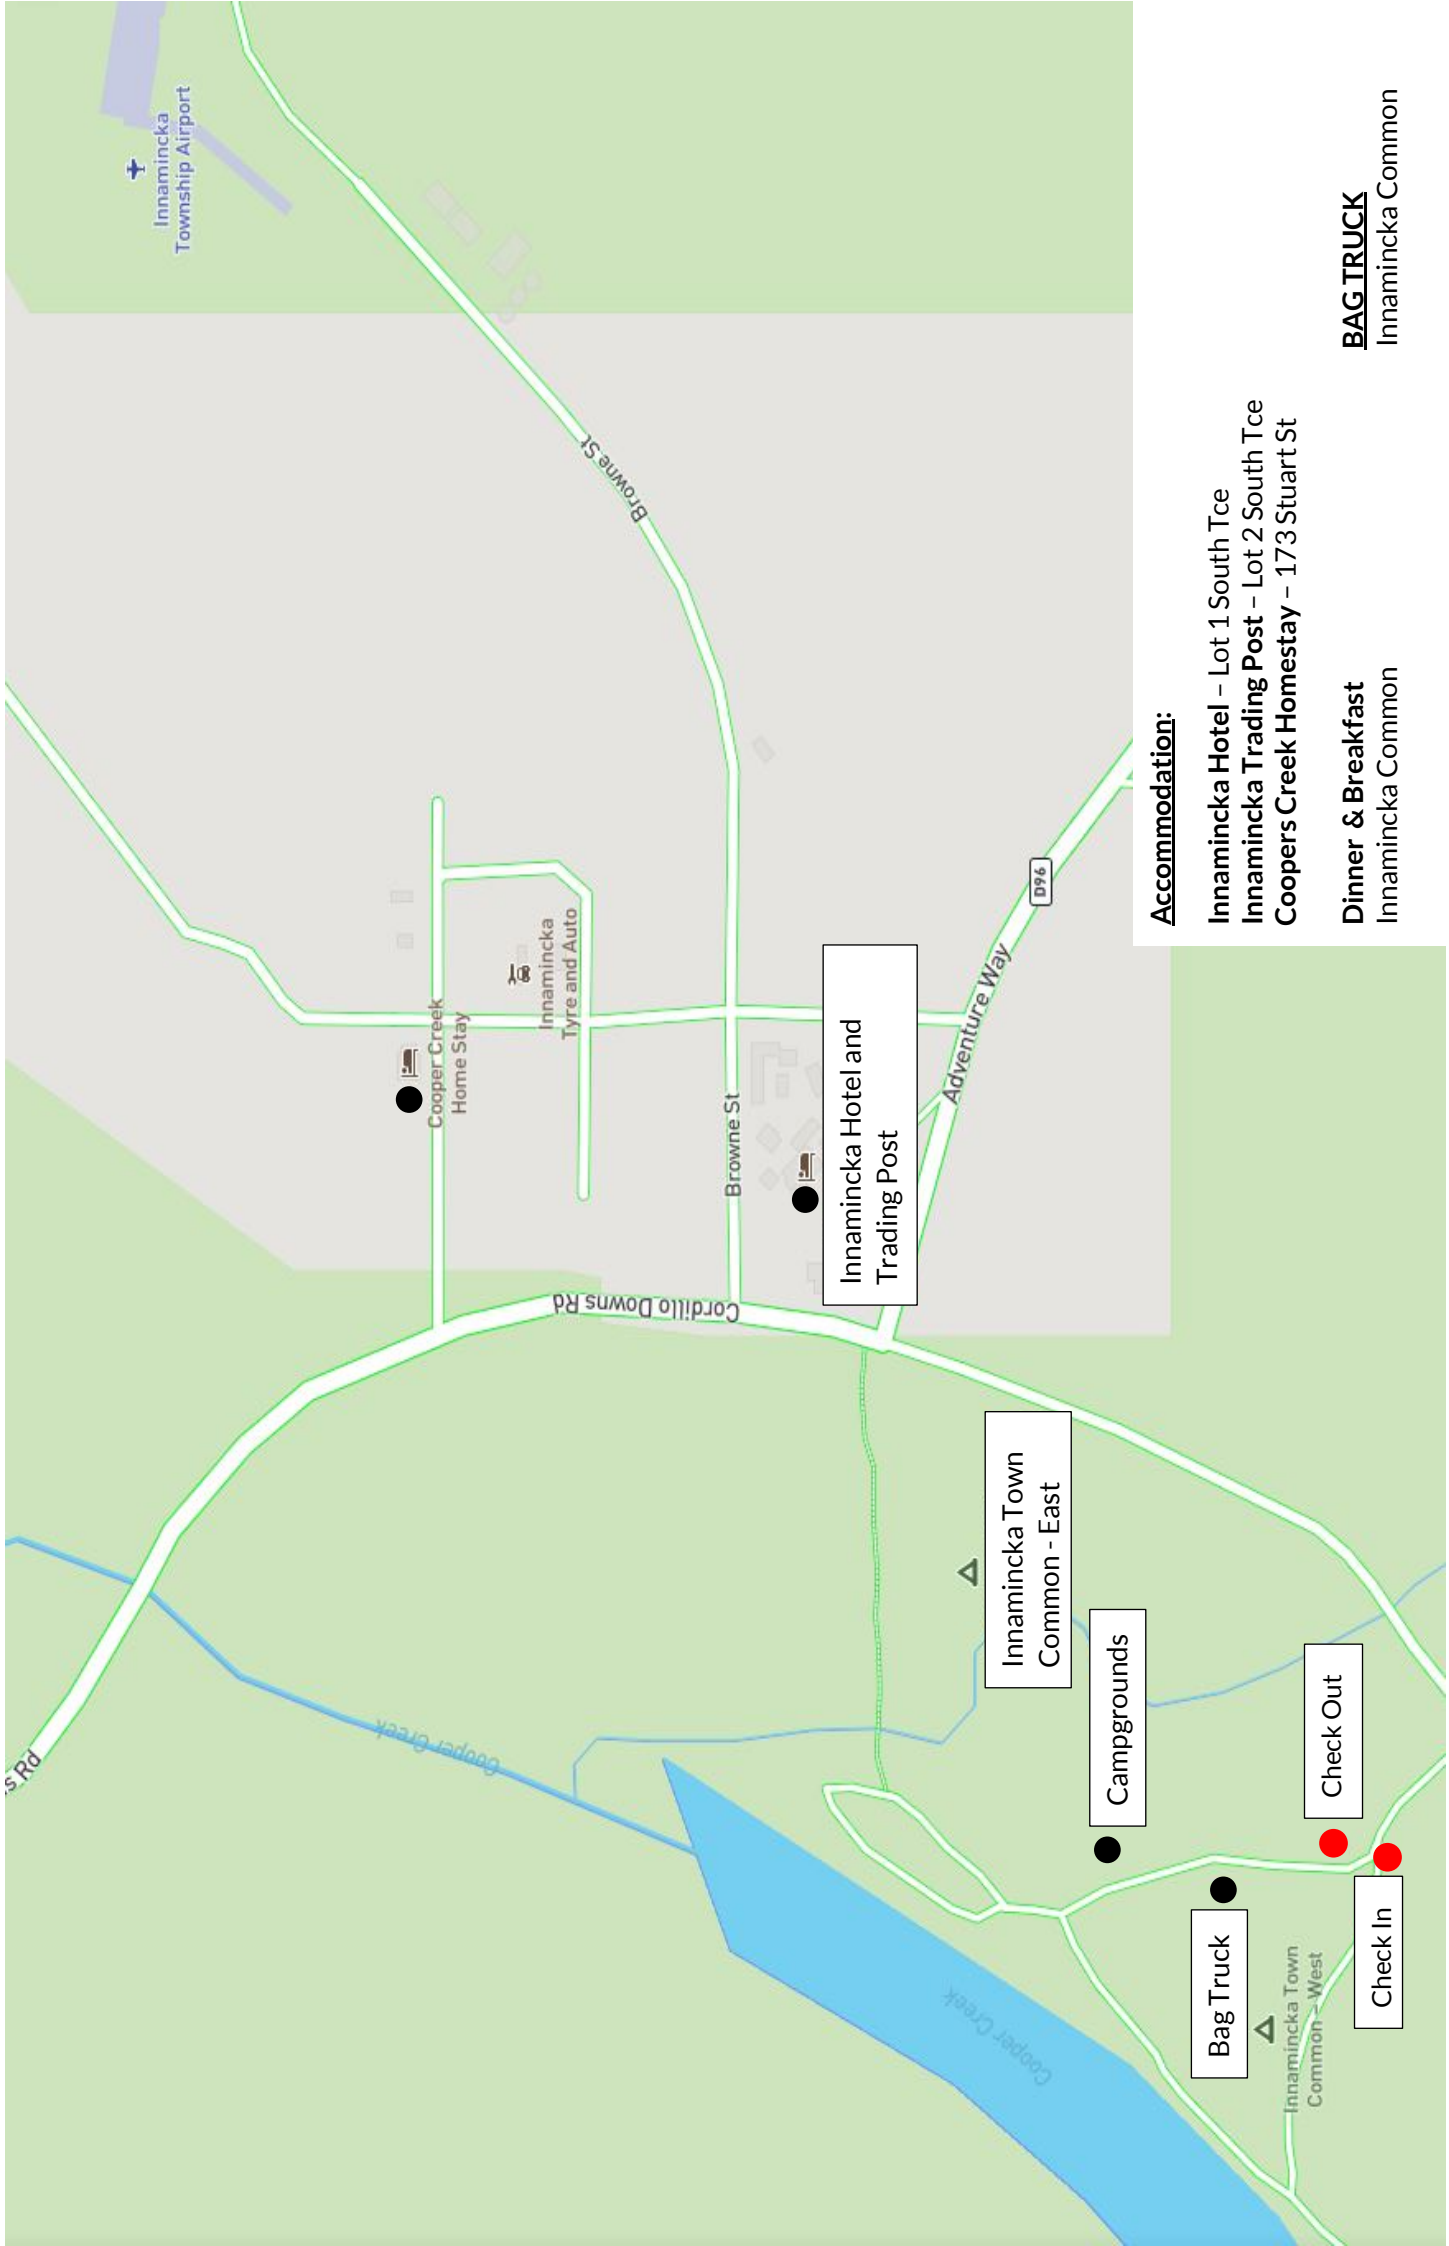 Innamincka
Township Airport
Browne St
Cooper Creek
Home Stay
Innamincka
Tyre and Auto
Browne St
Innamincka Hotel and
Trading Post
Adventure Way
D96
Cordillo Downs Rd
s Rd
Cooper Creek
Innamincka Town
Common - East
Campgrounds
Check Out
Cooper Creek
Bag Truck
Innamincka Town
Common - West
Check In
Accommodation:
Innamincka Hotel – Lot 1 South Tce
Innamincka Trading Post – Lot 2 South Tce
Coopers Creek Homestay – 173 Stuart St
Dinner & Breakfast
Innamincka Common
BAG TRUCK
Innamincka Common